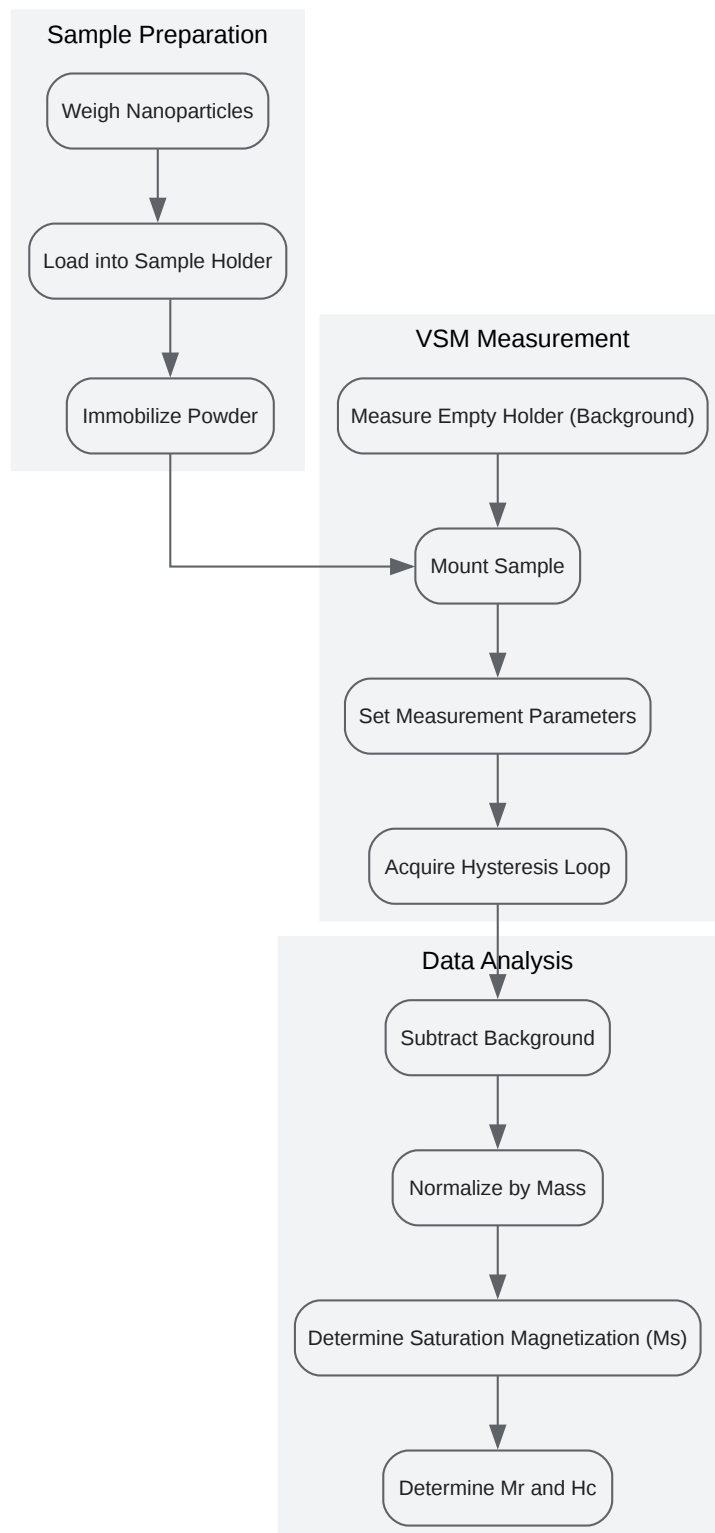 Sample Preparation
Weigh Nanoparticles
Load into Sample Holder
Immobilize Powder
VSM Measurement
Measure Empty Holder (Background)
Mount Sample
Set Measurement Parameters
Acquire Hysteresis Loop
Data Analysis
Subtract Background
Normalize by Mass
Determine Saturation Magnetization (Ms)
Determine Mr and Hc